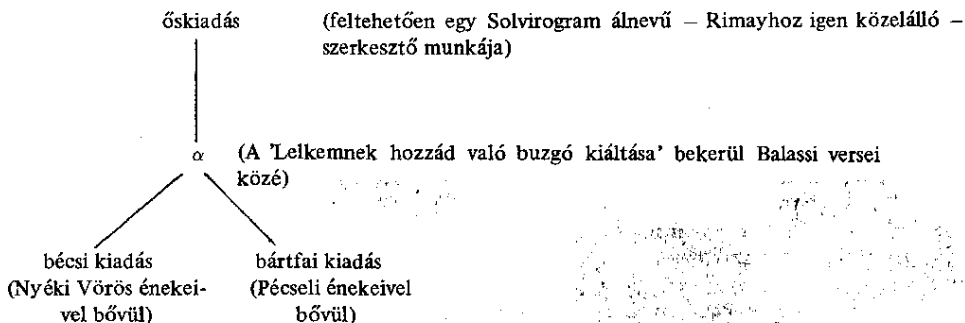 őskiadás (feltehetően egy Solvirogram álnevű – Rimayhoz igen közelálló –
szerkesztő munkája)
α (A 'Lelkemnek hozzád való buzgó kiáltása' bekerül Balassi versei
közé)
bécsi kiadás
(Nyéki Vörös énekei-
vel bővül)
bártfai kiadás
(Pécseli énekeivel
bővül)